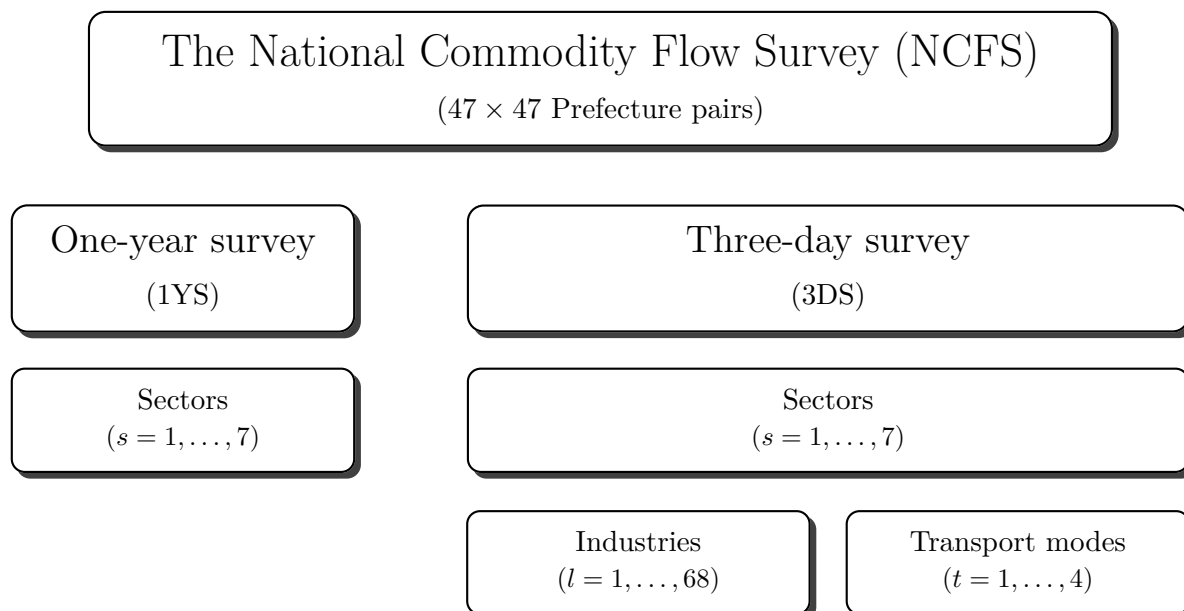 The National Commodity Flow Survey (NCFS)
(47 × 47 Prefecture pairs)
One-year survey
(1YS)
Three-day survey
(3DS)
Sectors
(s = 1, . . . , 7)
Sectors
(s = 1, . . . , 7)
Industries
(l = 1, . . . , 68)
Transport modes
(t = 1, . . . , 4)